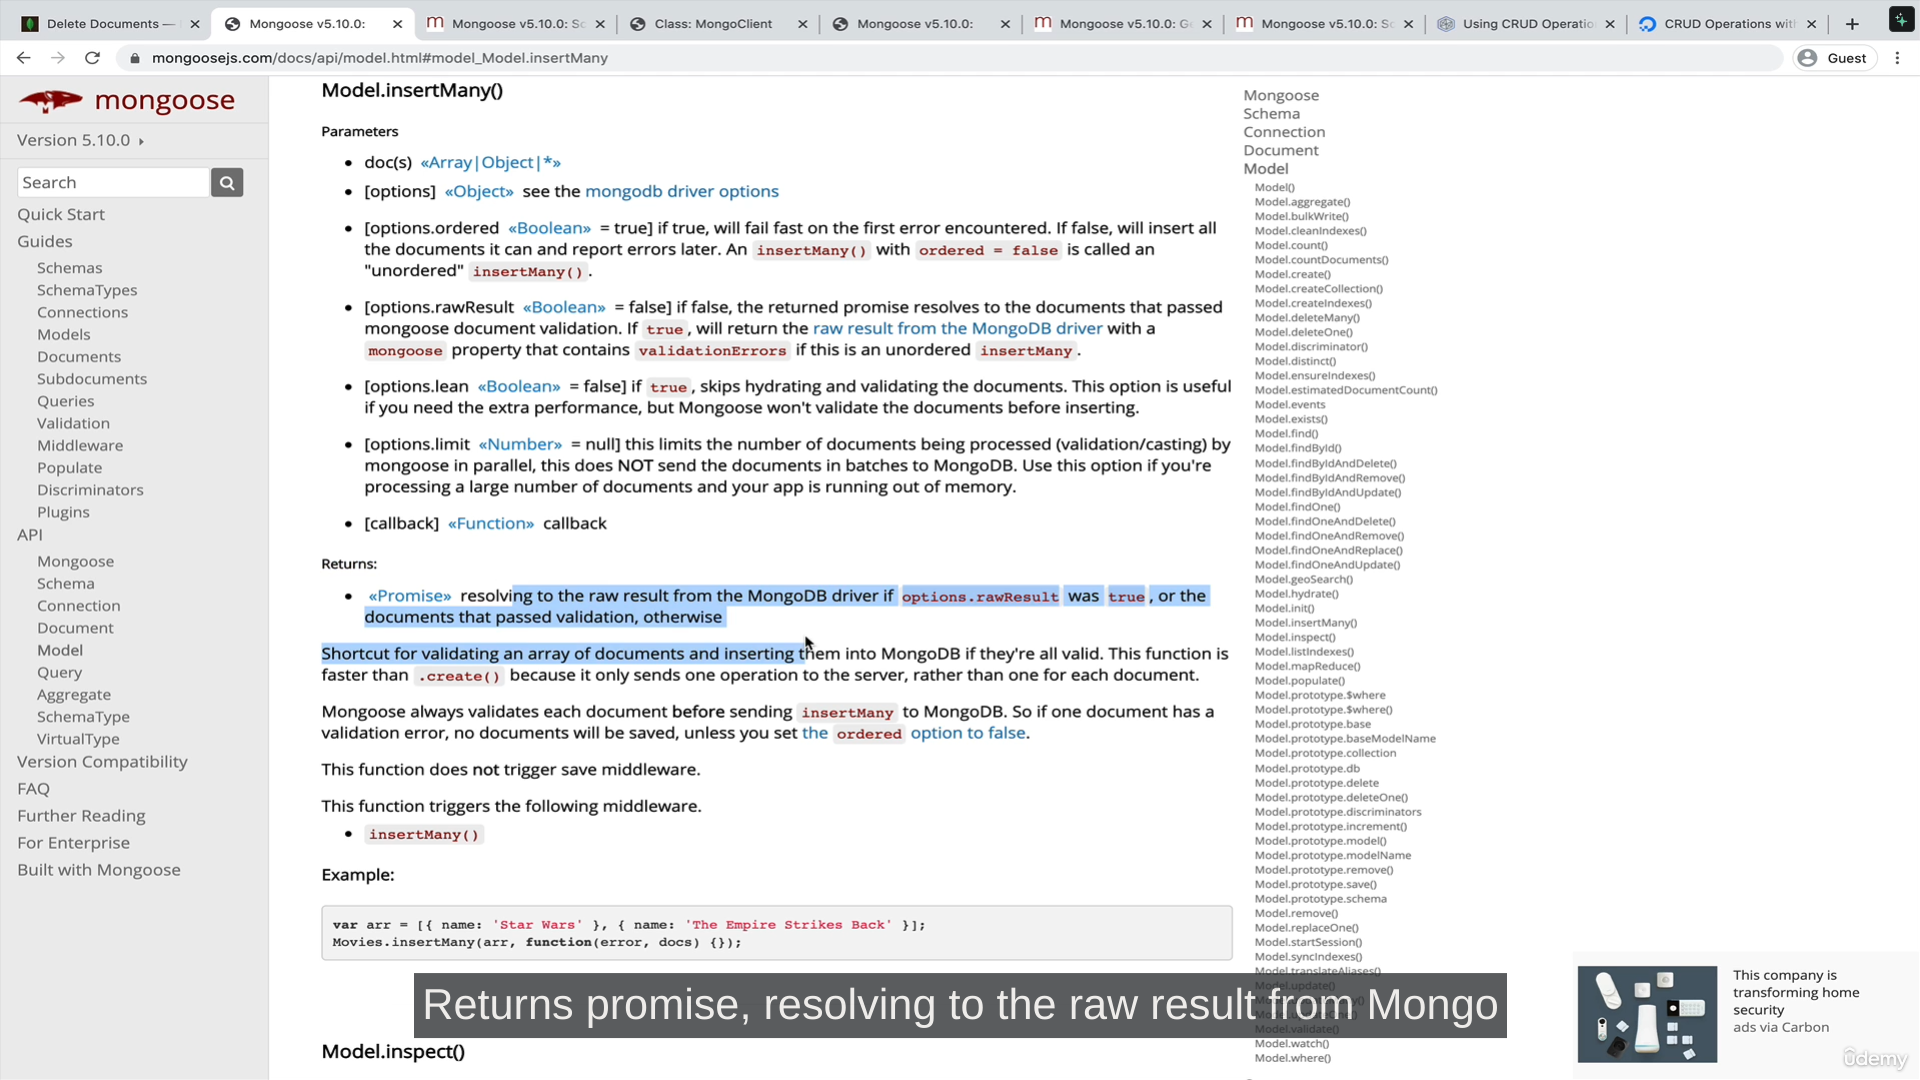 Delete Documents —
Mongoose v5.10.0:
Mongoose v5.10.0: Sc
Class: MongoClient
Mongoose v5.10.0:
Mongoose v5.10.0: Ge
Mongoose v5.10.0: Sc
Using CRUD Operatio
CRUD Operations with
mongoosejs.com/docs/api/model.html#model_Model.insertMany
Guest
mongoose
Version 5.10.0
Search
Quick Start
Guides
Schemas
SchemaTypes
Connections
Models
Documents
Subdocuments
Queries
Validation
Middleware
Populate
Discriminators
Plugins
API
Mongoose
Schema
Connection
Document
Model
Query
Aggregate
SchemaType
VirtualType
Version Compatibility
FAQ
Further Reading
For Enterprise
Built with Mongoose
Model.insertMany()
Parameters
• doc(s) «Array|Object|*»
• [options] «Object» see the mongodb driver options
• [options.ordered «Boolean» = true] if true, will fail fast on the first error encountered. If false, will insert all
the documents it can and report errors later. An insertMany() with ordered = false is called an
"unordered" insertMany().
• [options.rawResult «Boolean» = false] if false, the returned promise resolves to the documents that passed
mongoose document validation. If true, will return the raw result from the MongoDB driver with a
mongoose property that contains validationErrors if this is an unordered insertMany.
• [options.lean «Boolean» = false] if true, skips hydrating and validating the documents. This option is useful
if you need the extra performance, but Mongoose won't validate the documents before inserting.
• [options.limit «Number» = null] this limits the number of documents being processed (validation/casting) by
mongoose in parallel, this does NOT send the documents in batches to MongoDB. Use this option if you're
processing a large number of documents and your app is running out of memory.
• [callback] «Function» callback
Returns:
• «Promise» resolving to the raw result from the MongoDB driver if options.rawResult was true, or the
documents that passed validation, otherwise
Shortcut for validating an array of documents and inserting them into MongoDB if they're all valid. This function is
faster than .create() because it only sends one operation to the server, rather than one for each document.
Mongoose always validates each document before sending insertMany to MongoDB. So if one document has a
validation error, no documents will be saved, unless you set the ordered option to false.
This function does not trigger save middleware.
This function triggers the following middleware.
• insertMany()
Example:
var arr = [{ name: 'Star Wars' }, { name: 'The Empire Strikes Back' }];
Movies.insertMany(arr, function(error, docs) {});
Model.inspect()
Mongoose
Schema
Connection
Document
Model
Model()
Model.aggregate()
Model.bulkWrite()
Model.cleanIndexes()
Model.count()
Model.countDocuments()
Model.create()
Model.createCollection()
Model.createIndexes()
Model.deleteMany()
Model.deleteOne()
Model.discriminator()
Model.distinct()
Model.ensureIndexes()
Model.estimatedDocumentCount()
Model.events
Model.exists()
Model.find()
Model.findById()
Model.findByIdAndDelete()
Model.findByIdAndRemove()
Model.findByIdAndUpdate()
Model.findOne()
Model.findOneAndDelete()
Model.findOneAndRemove()
Model.findOneAndReplace()
Model.findOneAndUpdate()
Model.geoSearch()
Model.hydrate()
Model.init()
Model.insertMany()
Model.inspect()
Model.listIndexes()
Model.mapReduce()
Model.populate()
Model.prototype.$where
Model.prototype.$where()
Model.prototype.base
Model.prototype.baseModelName
Model.prototype.collection
Model.prototype.db
Model.prototype.delete
Model.prototype.deleteOne()
Model.prototype.discriminators
Model.prototype.increment()
Model.prototype.model()
Model.prototype.modelName
Model.prototype.remove()
Model.prototype.save()
Model.prototype.schema
Model.remove()
Model.replaceOne()
Model.startSession()
Model.syncIndexes()
Model.translateAliases()
Model.update()
Model.validate()
Model.watch()
Model.where()
Returns promise, resolving to the raw result from Mongo
This company is
transforming home
security
ads via Carbon
ûdemy